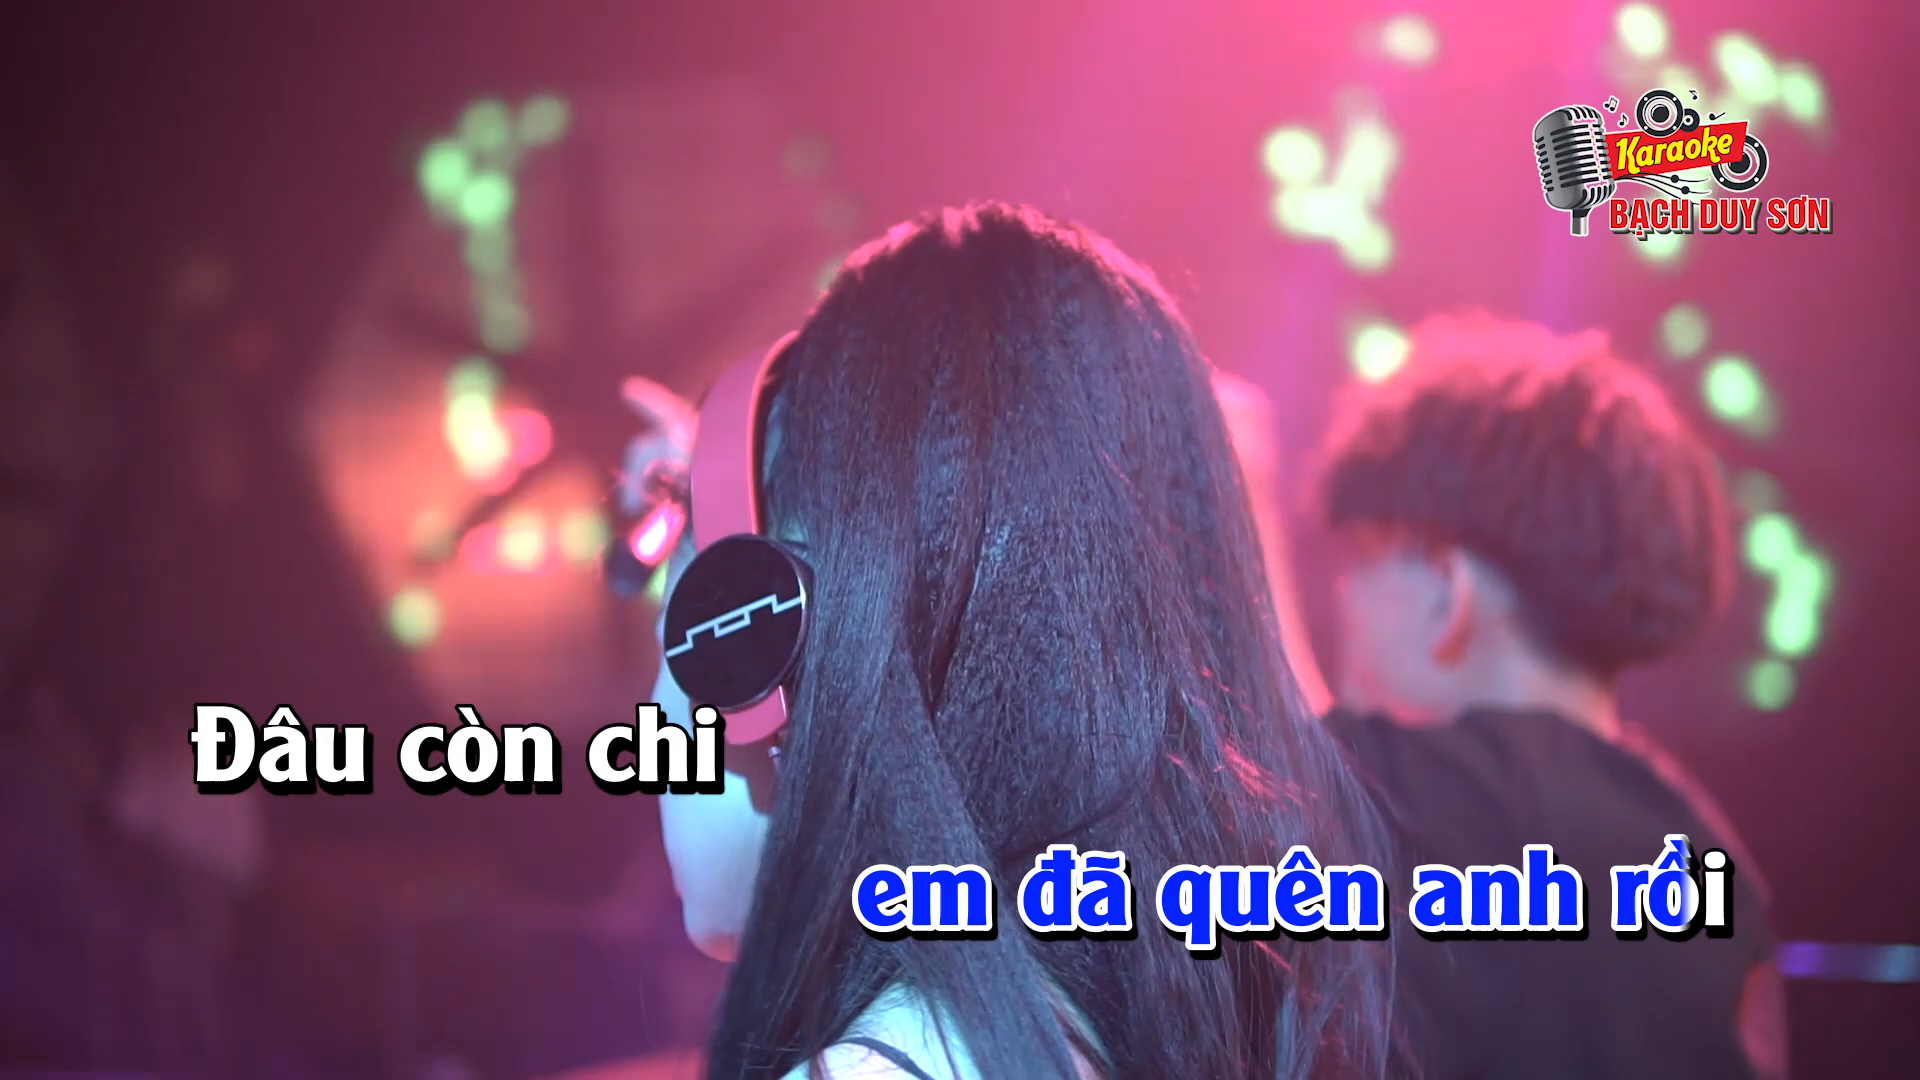 Karaoke
BẠCH DUY SƠN
Đâu còn chi
em đã quên anh rồi